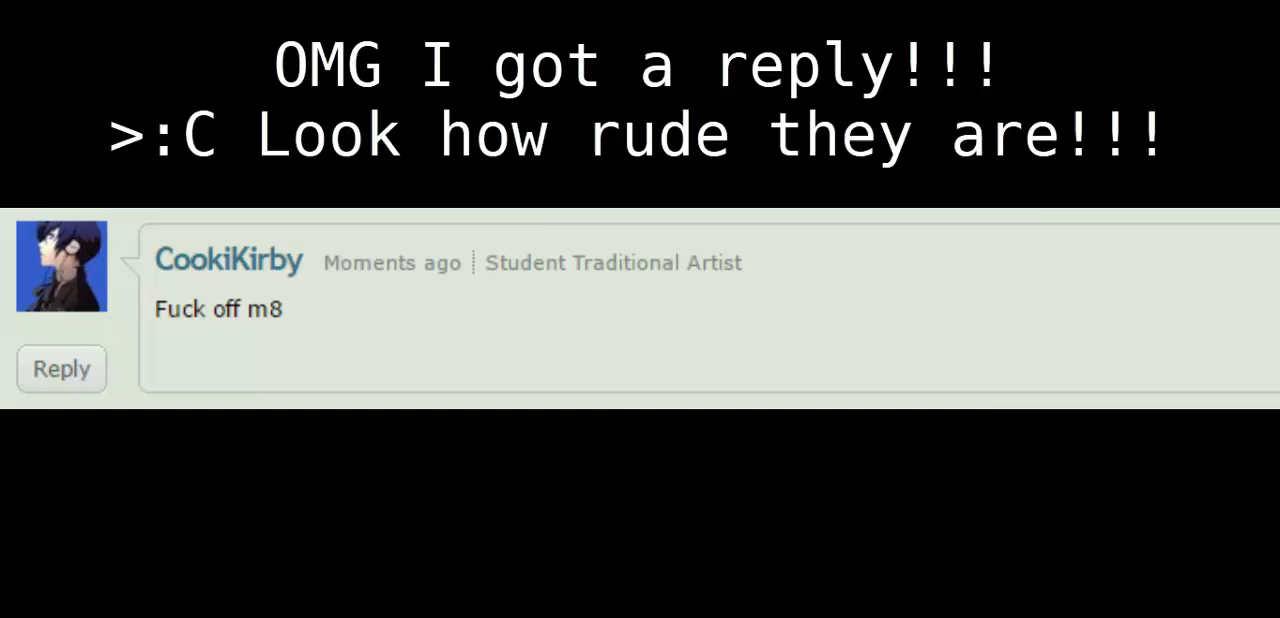 OMG I got a reply!!!
>:C Look how rude they are!!!
CookiKirby Moments ago Student Traditional Artist
Fuck off m8
Reply